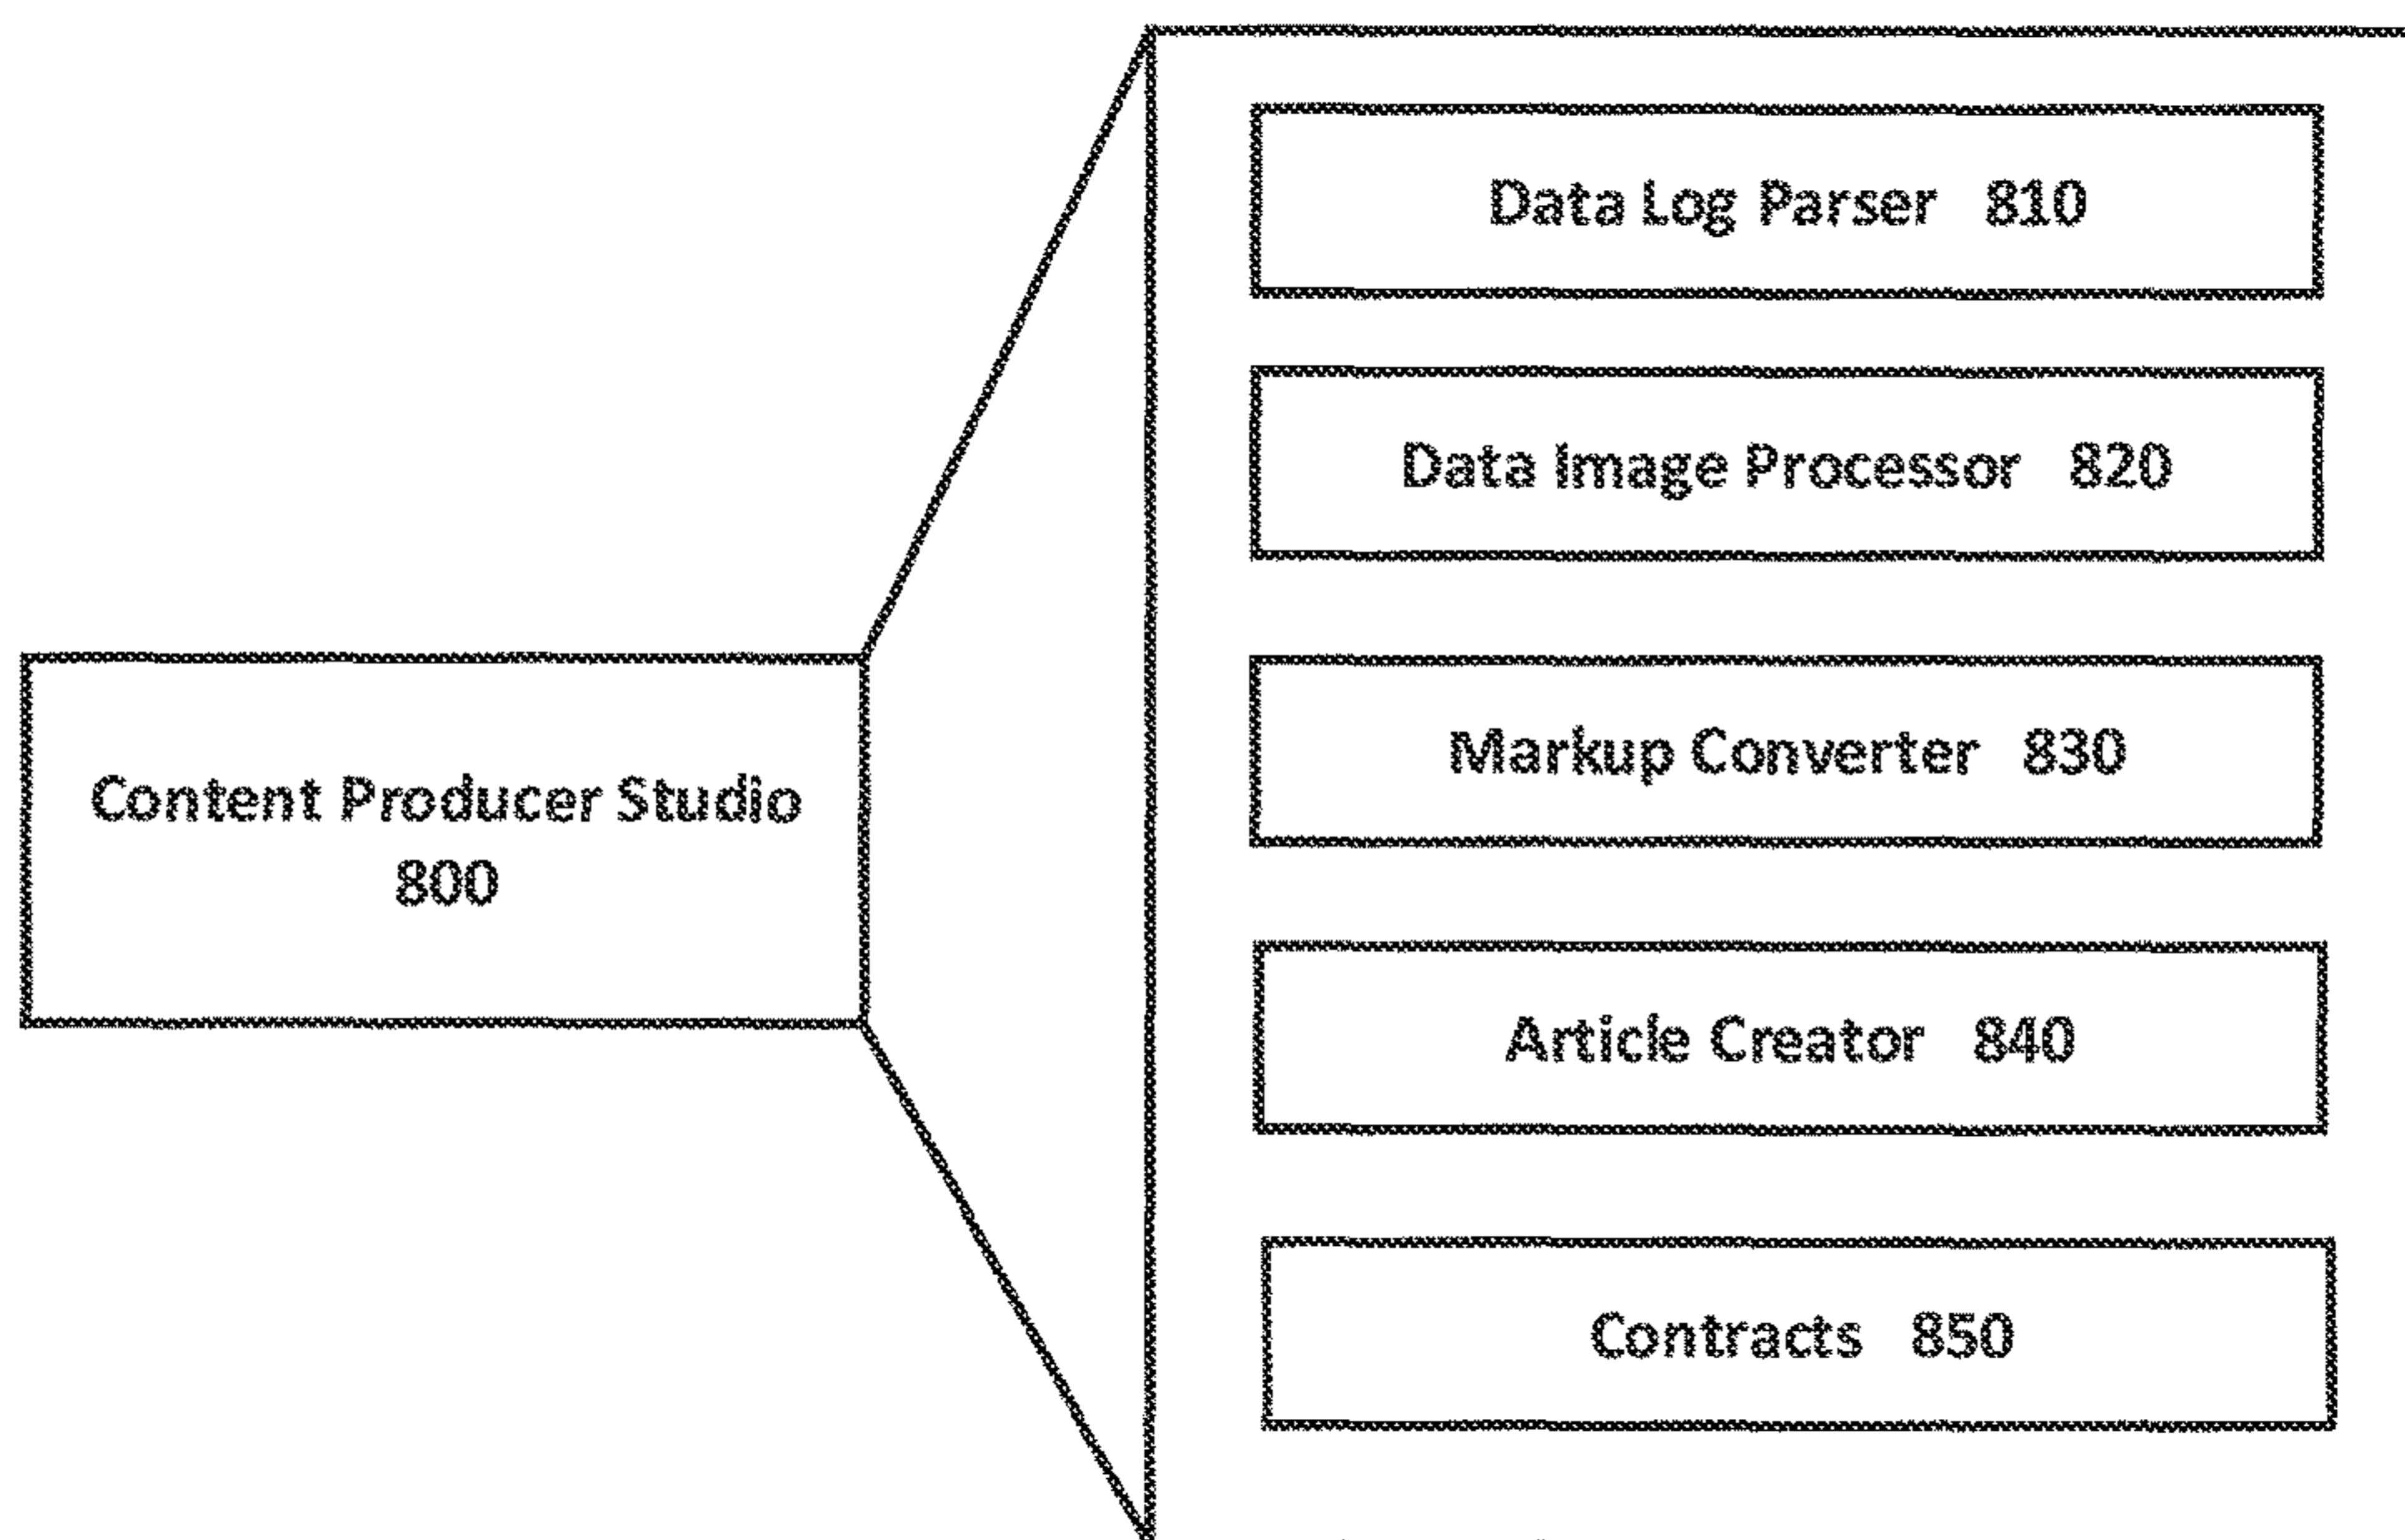 Data Log Parser 810
Data Image Processor 820
Markup Converter 830
Content Producer Studio
800
Article Creator 840
Contracts 850